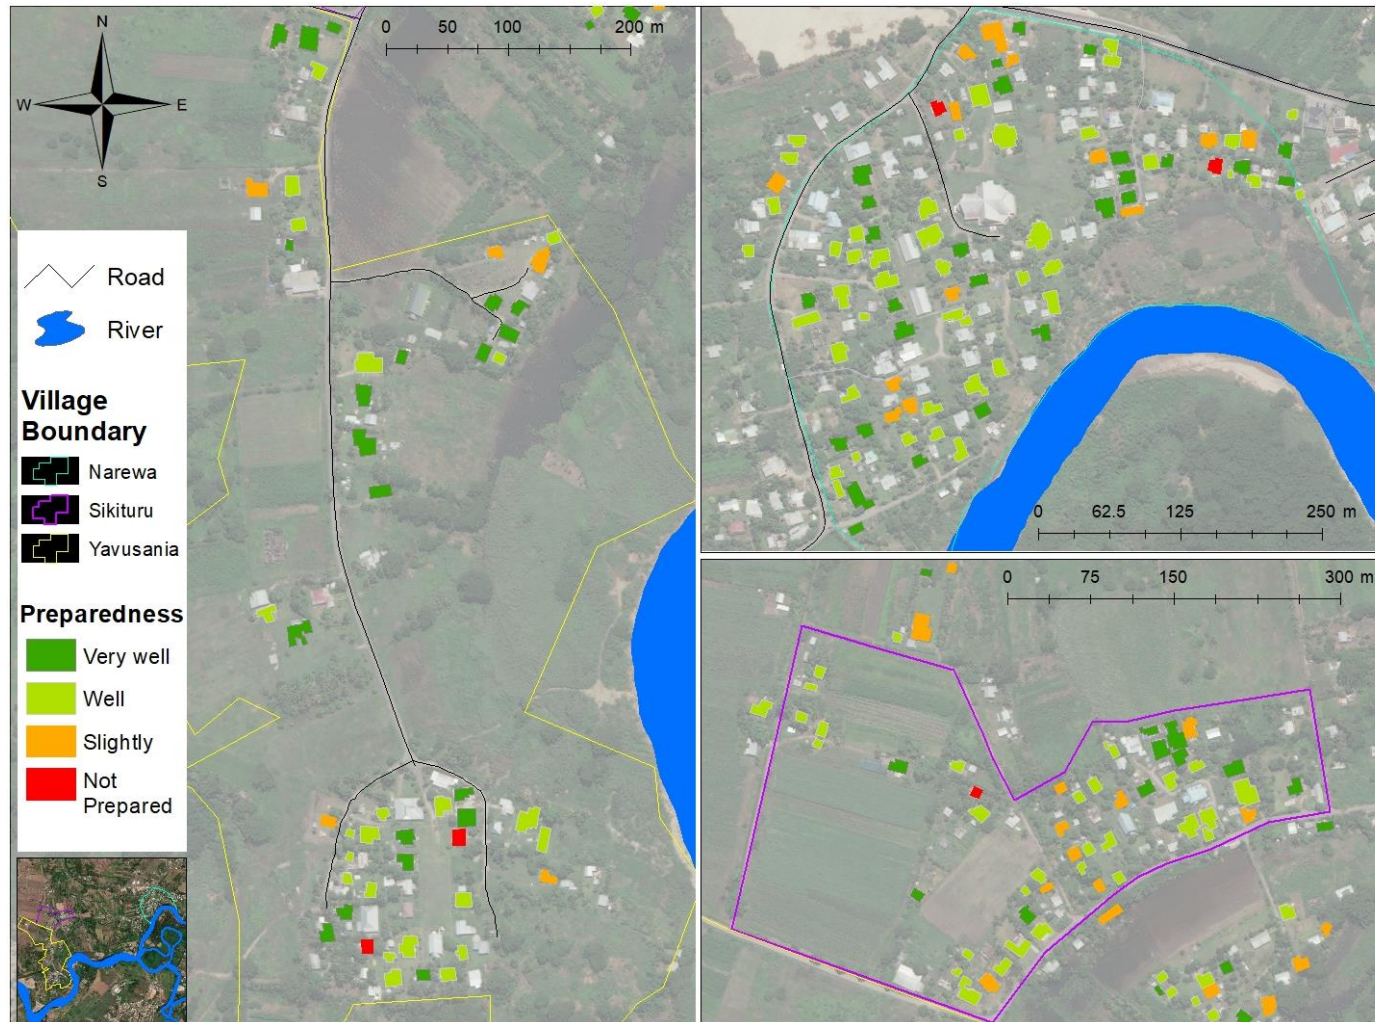 N
W E
S
0 50 100 200 m
Road
River
Village
Boundary
Narewa
Sikituru
Yavusania
Preparedness
Very well
Well
Slightly
Not
Prepared
0 62.5 125 250 m
0 75 150 300 m